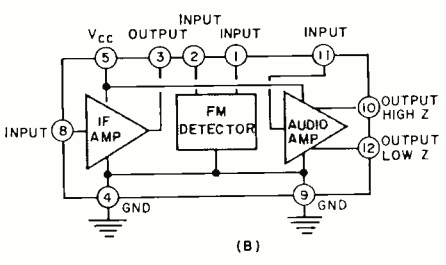 INPUT
VCC OUTPUT INPUT INPUT
5 3 2 1 11
IF AMP
FM DETECTOR
AUDIO AMP
INPUT 8
10 OUTPUT HIGH Z
12 OUTPUT LOW Z
4 GND
9 GND
(B)